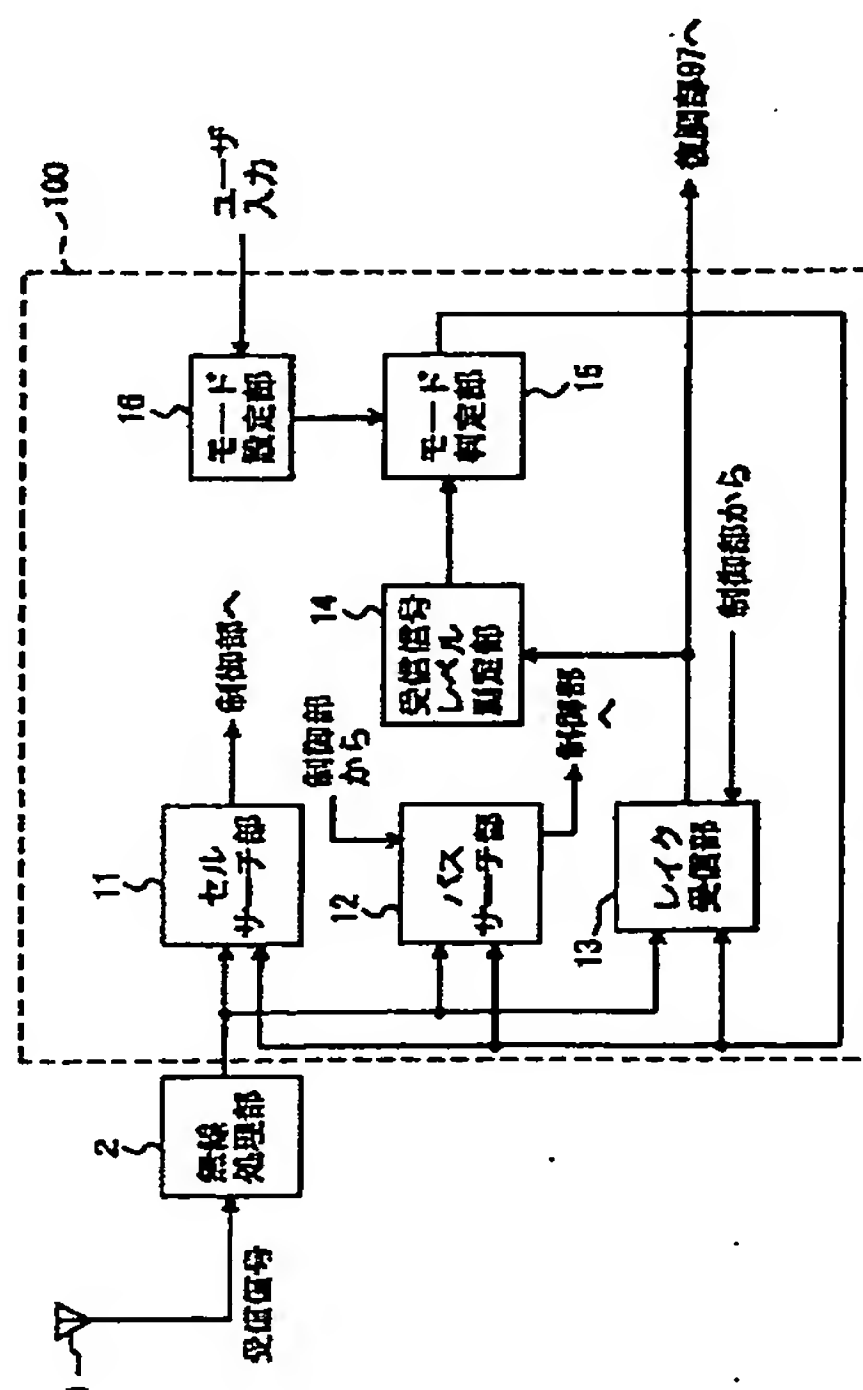 100
受信信号
2
無線
処理部
11
セル
サーチ部
制御部へ
16
モード
設定部
ユーザ
入力
制御部
から
12
パス
サーチ部
制御部
へ
14
受信信号
レベル
測定部
モード
判定部
15
13
レイク
受信部
制御部から
復調部97へ